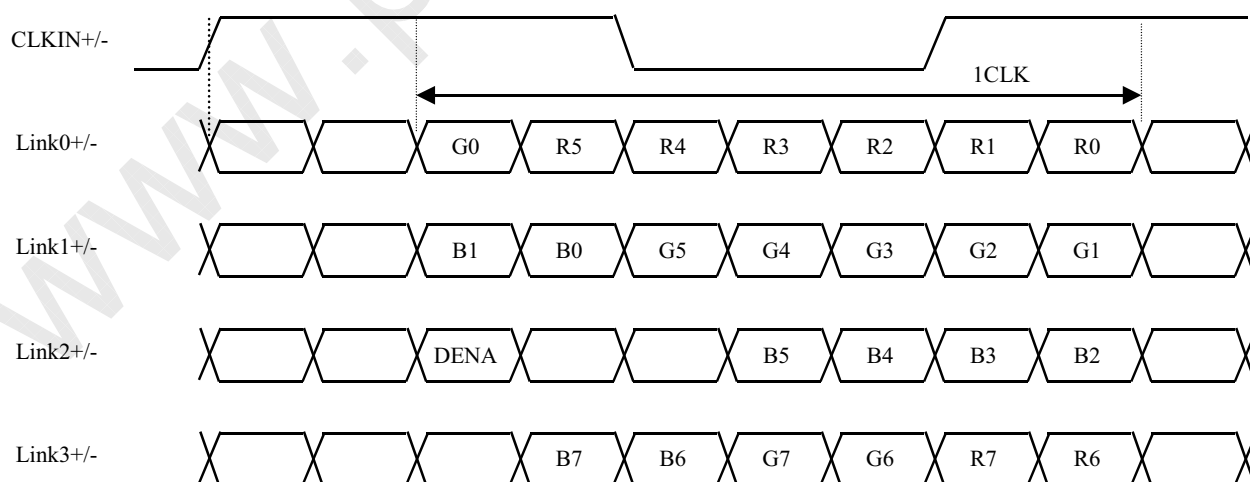 CLKIN+/-
1CLK
Link0+/- G0 R5 R4 R3 R2 R1 R0
Link1+/- B1 B0 G5 G4 G3 G2 G1
Link2+/- DENA B5 B4 B3 B2
Link3+/- B7 B6 G7 G6 R7 R6
www.p